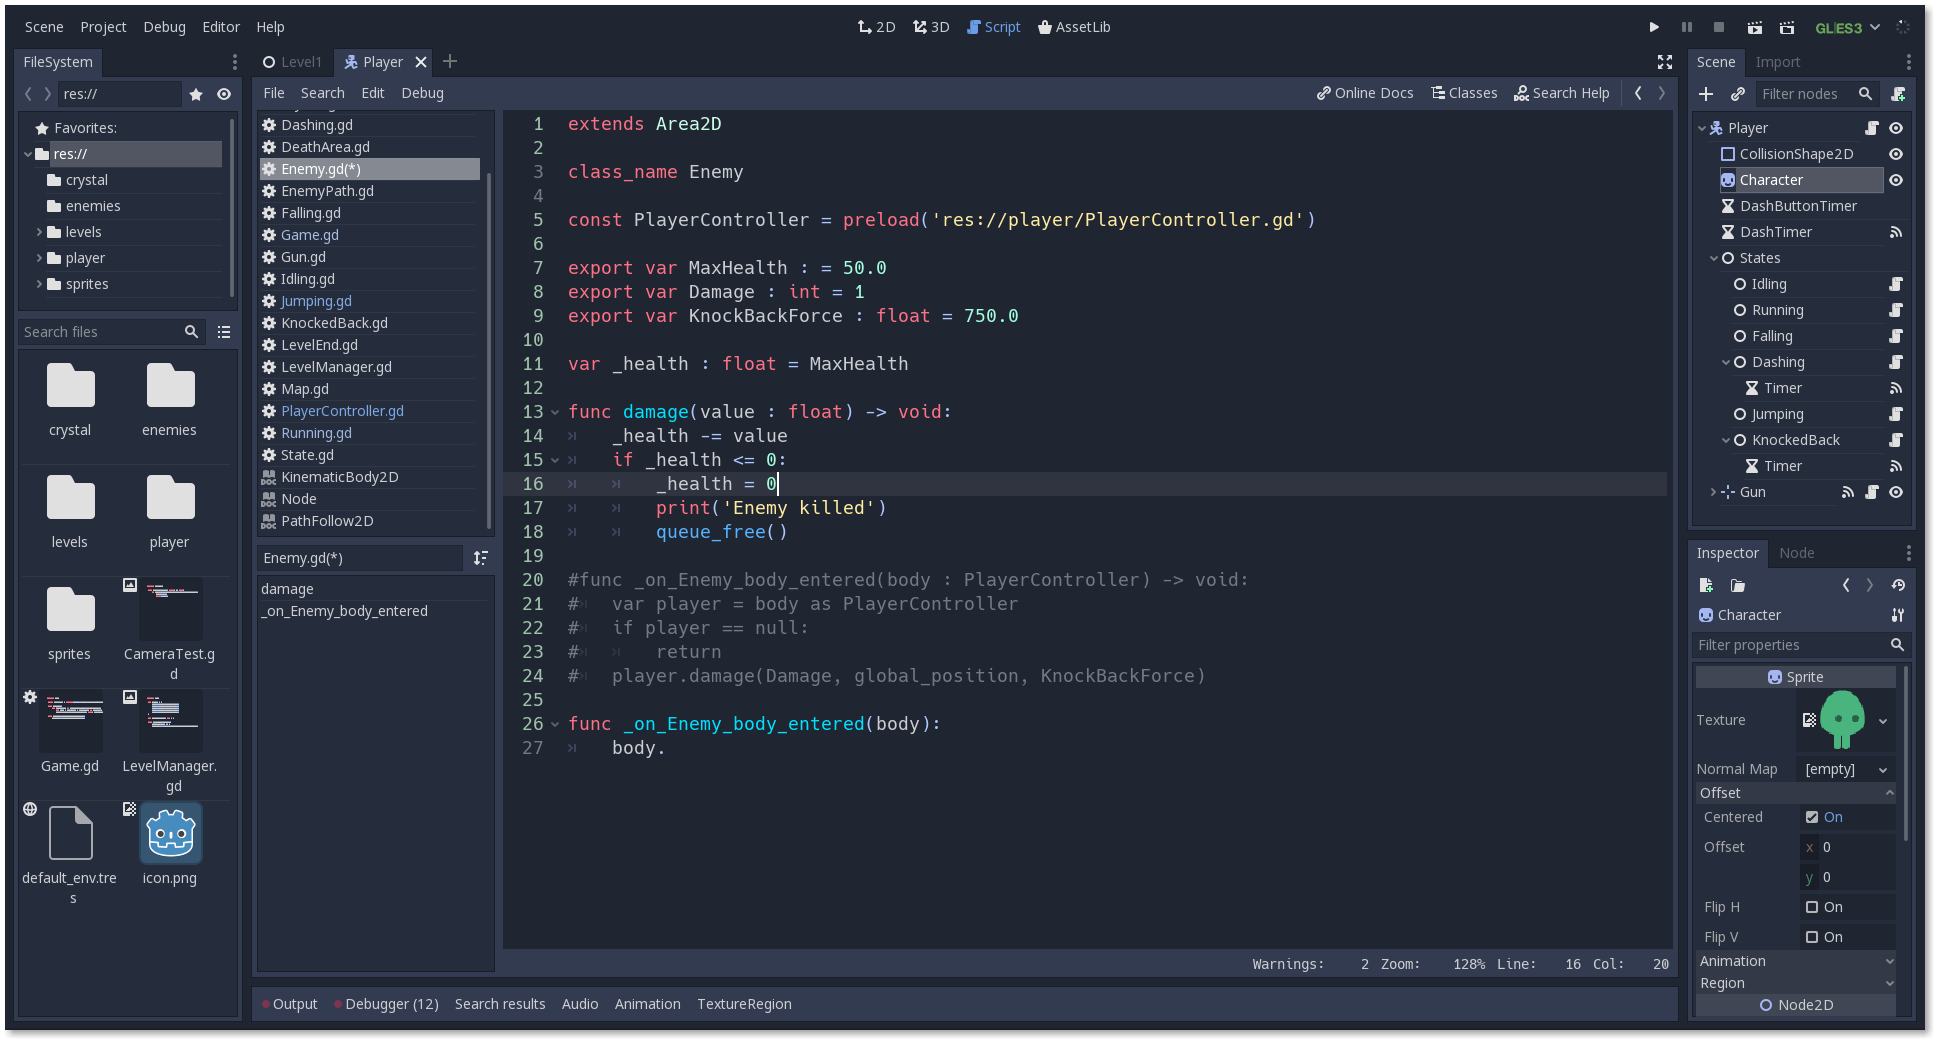 Scene Project Debug Editor Help
2D 3D Script AssetLib
GLES3
FileSystem
res://
Favorites:
res://
crystal
enemies
levels
player
sprites
Search files
crystal enemies
levels player
sprites CameraTest.g
d
Game.gd LevelManager.
gd
default_env.tre icon.png
s
Level1 Player
File Search Edit Debug
Online Docs Classes Search Help
Dashing.gd
DeathArea.gd
Enemy.gd(*)
EnemyPath.gd
Falling.gd
Game.gd
Gun.gd
Idling.gd
Jumping.gd
KnockedBack.gd
LevelEnd.gd
LevelManager.gd
Map.gd
PlayerController.gd
Running.gd
State.gd
DOC KinematicBody2D
DOC Node
DOC PathFollow2D
Enemy.gd(*)
damage
_on_Enemy_body_entered
1 extends Area2D
2
3 class_name Enemy
4
5 const PlayerController = preload('res://player/PlayerController.gd')
6
7 export var MaxHealth : = 50.0
8 export var Damage : int = 1
9 export var KnockBackForce : float = 750.0
10
11 var _health : float = MaxHealth
12
13 func damage(value : float) -> void:
14 _health -= value
15 if _health <= 0:
16 _health = 0
17 print('Enemy killed')
18 queue_free()
19
20 #func _on_Enemy_body_entered(body : PlayerController) -> void:
21 # var player = body as PlayerController
22 # if player == null:
23 # return
24 # player.damage(Damage, global_position, KnockBackForce)
25
26 func _on_Enemy_body_entered(body):
27 body.
Warnings: 2 Zoom: 128% Line: 16 Col: 20
Output Debugger (12) Search results Audio Animation TextureRegion
Scene Import
Filter nodes
Player
CollisionShape2D
Character
DashButtonTimer
DashTimer
States
Idling
Running
Falling
Dashing
Timer
Jumping
KnockedBack
Timer
Gun
Inspector Node
Character
Filter properties
Sprite
Texture
Normal Map [empty]
Offset
Centered On
Offset x 0
y 0
Flip H On
Flip V On
Animation
Region
Node2D